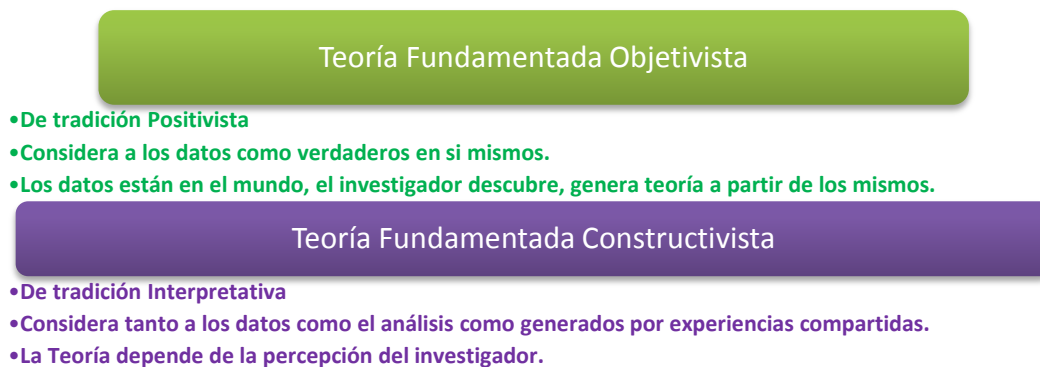 Teoría Fundamentada Objetivista
•De tradición Positivista
•Considera a los datos como verdaderos en si mismos.
•Los datos están en el mundo, el investigador descubre, genera teoría a partir de los mismos.
Teoría Fundamentada Constructivista
•De tradición Interpretativa
•Considera tanto a los datos como el análisis como generados por experiencias compartidas.
•La Teoría depende de la percepción del investigador.